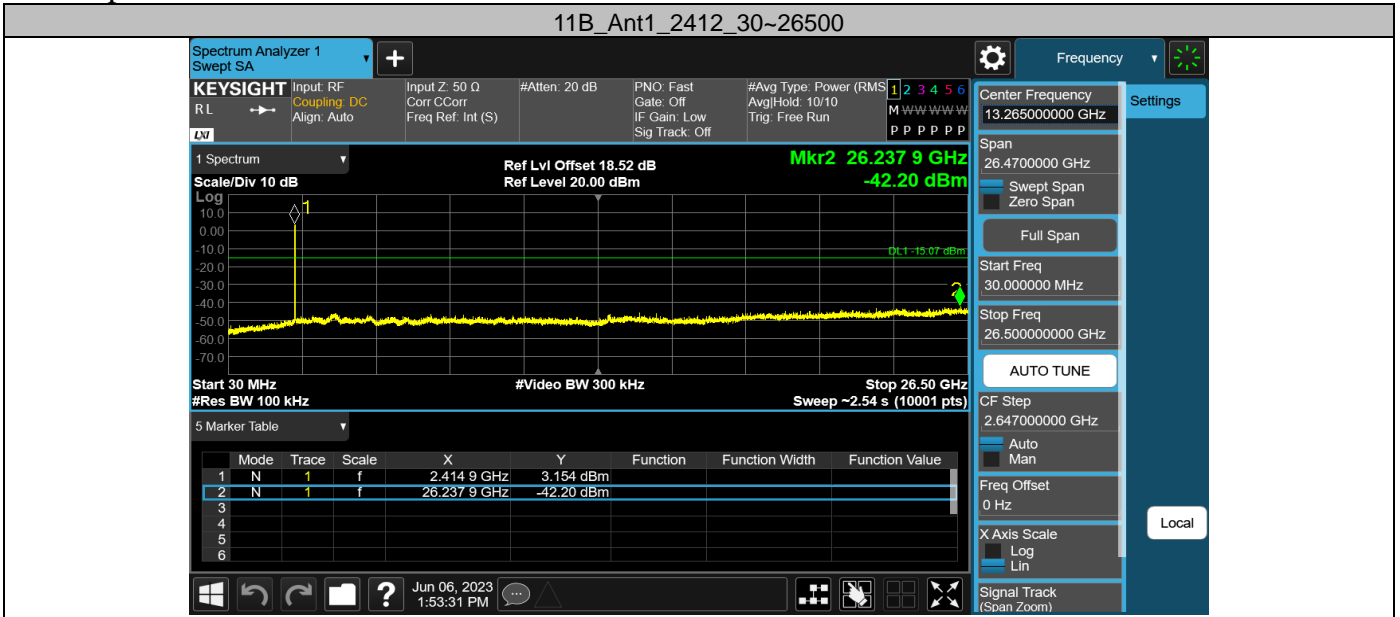 11B_Ant1_2412_30~26500
Spectrum Analyzer 1
Swept SA
Frequency
KEYSIGHT
RL
LXI
Input: RF
Coupling: DC
Align: Auto
Input Z: 50 Ω
Corr CCorr
Freq Ref: Int (S)
#Atten: 20 dB
PNO: Fast
Gate: Off
IF Gain: Low
Sig Track: Off
#Avg Type: Power (RMS
Avg|Hold: 10/10
Trig: Free Run
1 2 3 4 5 6
M W W W W W
P P P P P P
1 Spectrum
Scale/Div 10 dB
Ref Lvl Offset 18.52 dB
Ref Level 20.00 dBm
Mkr2 26.237 9 GHz
-42.20 dBm
Log
10.0
0.00
-10.0
-20.0
-30.0
-40.0
-50.0
-60.0
-70.0
1
DL1 -15.07 dBm
2
Start 30 MHz
#Video BW 300 kHz
Stop 26.50 GHz
#Res BW 100 kHz
Sweep ~2.54 s (10001 pts)
5 Marker Table
Mode Trace Scale X Y Function Function Width Function Value
1 N 1 f 2.414 9 GHz 3.154 dBm
2 N 1 f 26.237 9 GHz -42.20 dBm
3
4
5
6
Jun 06, 2023
1:53:31 PM
Center Frequency
13.265000000 GHz
Settings
Span
26.4700000 GHz
Swept Span
Zero Span
Full Span
Start Freq
30.000000 MHz
Stop Freq
26.500000000 GHz
AUTO TUNE
CF Step
2.647000000 GHz
Auto
Man
Freq Offset
0 Hz
Local
X Axis Scale
Log
Lin
Signal Track
(Span Zoom)